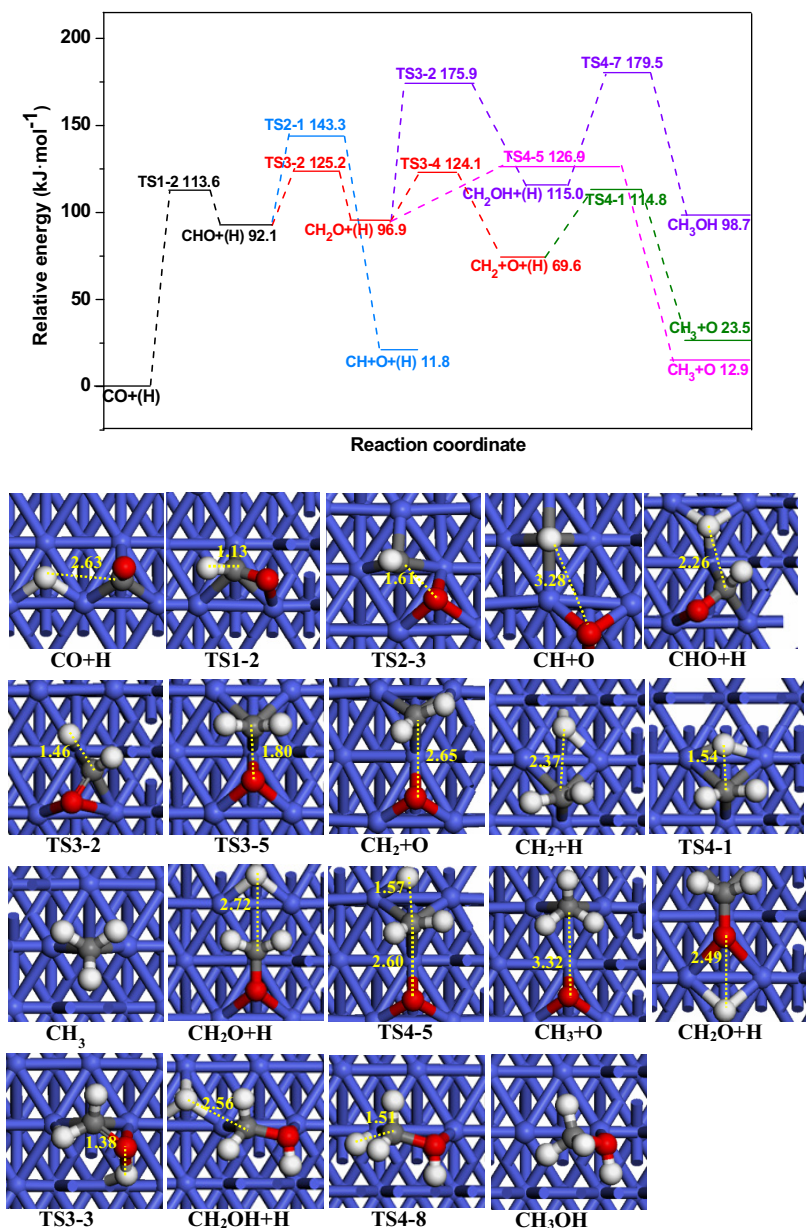 200
150
100
50
0
Relative energy (kJ·mol⁻¹)
Reaction coordinate
TS4-7 179.5
TS3-2 175.9
TS2-1 143.3
TS3-2 125.2
TS3-4 124.1
TS4-5 126.9
TS1-2 113.6
CH₂OH+(H) 115.0
TS4-1 114.8
CHO+(H) 92.1
CH₂O+(H) 96.9
CH₃OH 98.7
CH₂+O+(H) 69.6
CH₃+O 23.5
CH+O+(H) 11.8
CH₃+O 12.9
CO+(H)
2.63
1.13
1.61
3.28
2.26
CO+H
TS1-2
TS2-3
CH+O
CHO+H
1.46
1.80
2.65
2.37
1.54
TS3-2
TS3-5
CH₂+O
CH₂+H
TS4-1
2.72
1.57
2.60
3.32
2.49
CH₃
CH₂O+H
TS4-5
CH₃+O
CH₂O+H
1.38
2.56
1.51
TS3-3
CH₂OH+H
TS4-8
CH₃OH